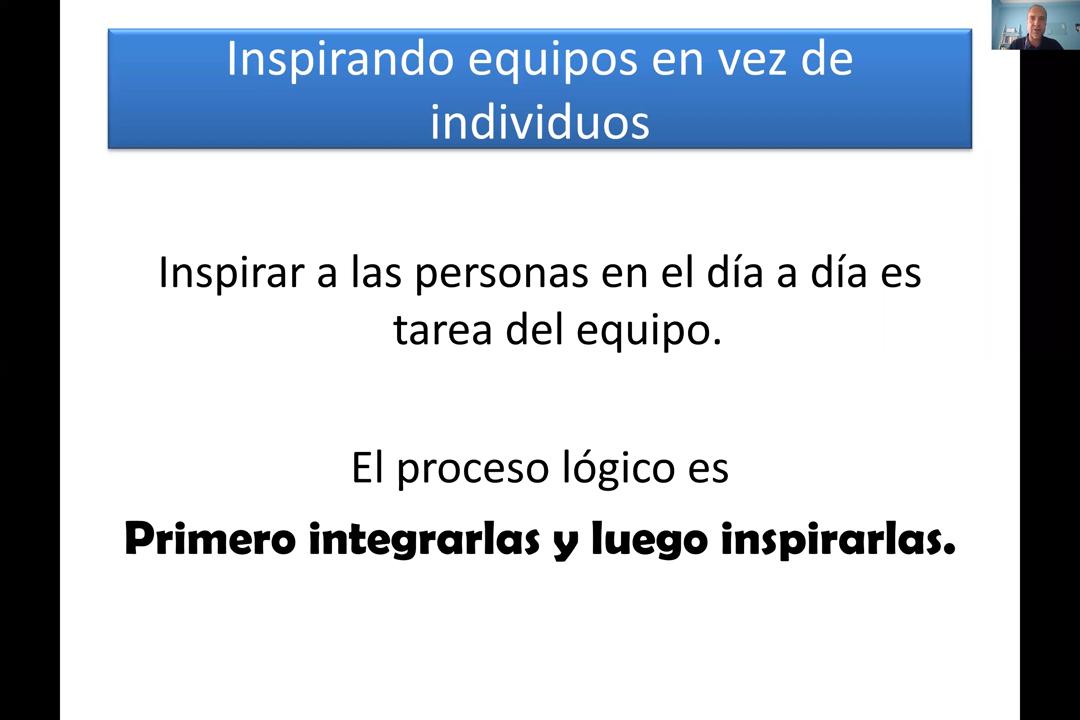 Inspirando equipos en vez de
individuos
Inspirar a las personas en el día a día es
tarea del equipo.
El proceso lógico es
Primero integrarlas y luego inspirarlas.